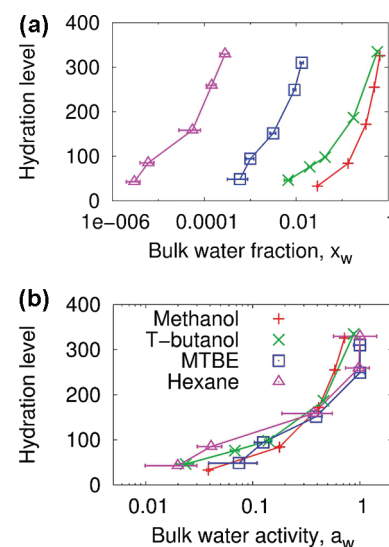 (a)
400
300
200
100
0
Hydration level
1e-006
0.0001
0.01
1
Bulk water fraction, x_w
(b)
400
300
200
100
0
Hydration level
Methanol
T-butanol
MTBE
Hexane
0.01
0.1
1
Bulk water activity, a_w